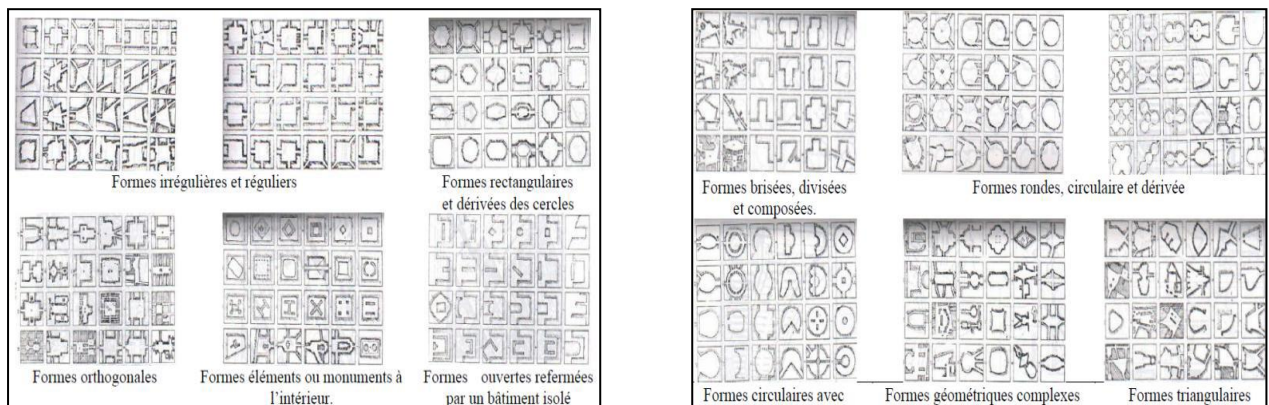 Formes irrégulières et réguliers
Formes rectangulaires
et dérivées des cercles
Formes orthogonales
Formes éléments ou monuments à
l’intérieur.
Formes ouvertes refermées
par un bâtiment isolé
Formes brisées, divisées
et composées.
Formes rondes, circulaire et dérivée
Formes circulaires avec
Formes géométriques complexes
Formes triangulaires